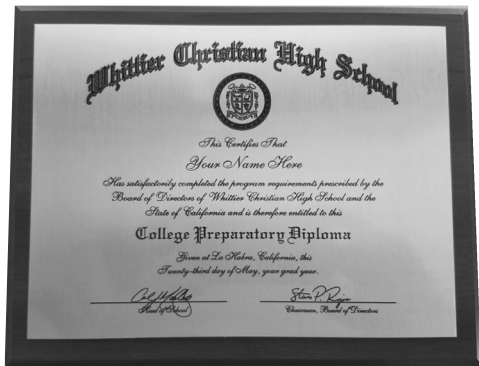 Whittier Christian High School
This Certifies That
Your Name Here
Has satisfactorily completed the program requirements prescribed by the
Board of Directors of Whittier Christian High School and the
State of California and is therefore entitled to this
College Preparatory Diploma
Given at La Habra, California, this
Twenty-third day of May, your grad year.
Head of School Chairman, Board of Directors